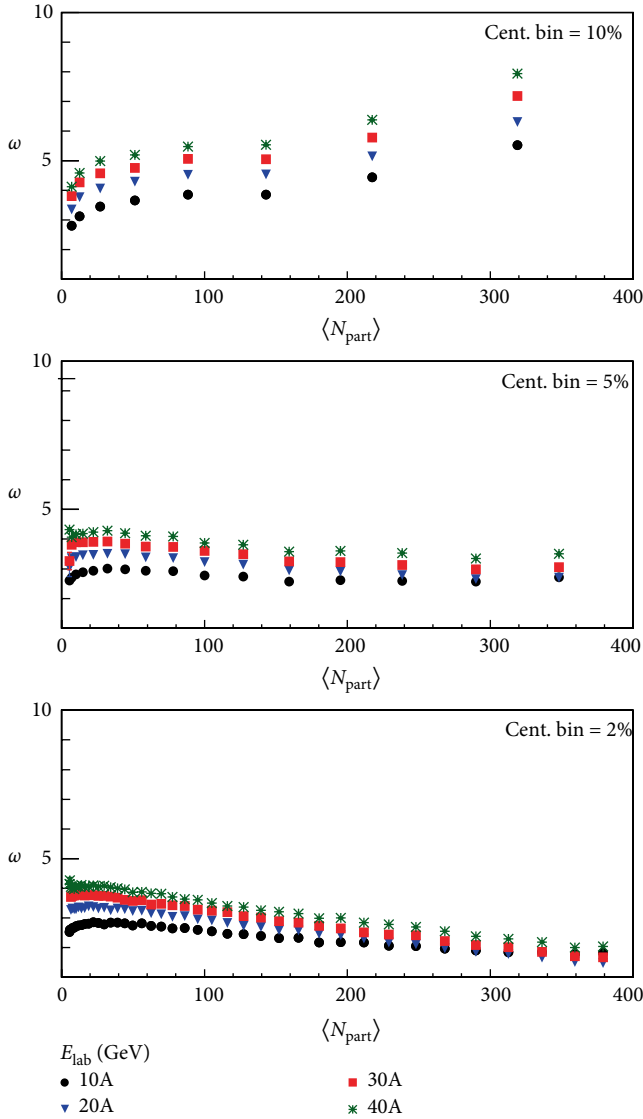 10
Cent. bin = 10%
ω
5
0
100
200
300
400
⟨N_part⟩
10
Cent. bin = 5%
ω
5
0
100
200
300
400
⟨N_part⟩
10
Cent. bin = 2%
ω
5
0
100
200
300
400
⟨N_part⟩
E_lab (GeV)
10A
30A
20A
40A